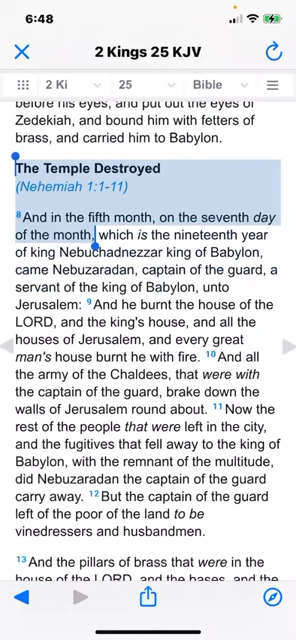 6:48
2 Kings 25 KJV
2 Ki 25 Bible
before his eyes, and put out the eyes of
Zedekiah, and bound him with fetters of
brass, and carried him to Babylon.
The Temple Destroyed
(Nehemiah 1:1-11)
8 And in the fifth month, on the seventh day
of the month, which is the nineteenth year
of king Nebuchadnezzar king of Babylon,
came Nebuzaradan, captain of the guard, a
servant of the king of Babylon, unto
Jerusalem: 9 And he burnt the house of the
LORD, and the king's house, and all the
houses of Jerusalem, and every great
man's house burnt he with fire. 10 And all
the army of the Chaldees, that were with
the captain of the guard, brake down the
walls of Jerusalem round about. 11 Now the
rest of the people that were left in the city,
and the fugitives that fell away to the king of
Babylon, with the remnant of the multitude,
did Nebuzaradan the captain of the guard
carry away. 12 But the captain of the guard
left of the poor of the land to be
vinedressers and husbandmen.
13 And the pillars of brass that were in the
house of the LORD, and the bases, and the